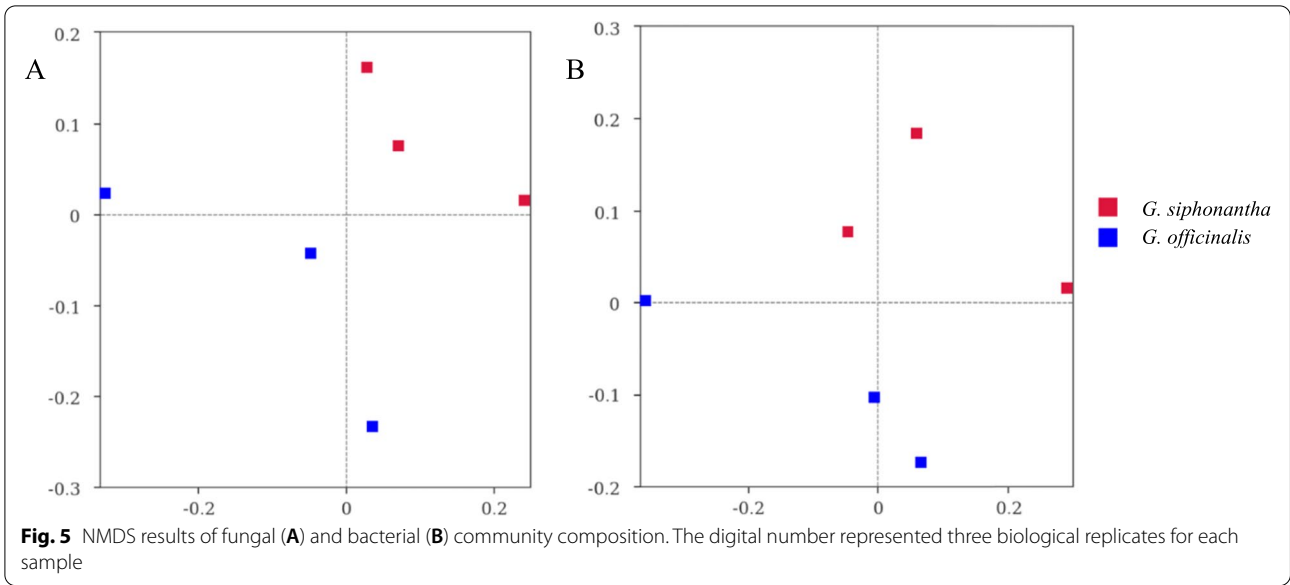 A
0.2
0.1
0
-0.1
-0.2
-0.3
-0.2 0 0.2
B
0.3
0.2
0.1
0
-0.1
-0.2
-0.2 0 0.2
G. siphonantha
G. officinalis
Fig. 5 NMDS results of fungal (A) and bacterial (B) community composition. The digital number represented three biological replicates for each
sample